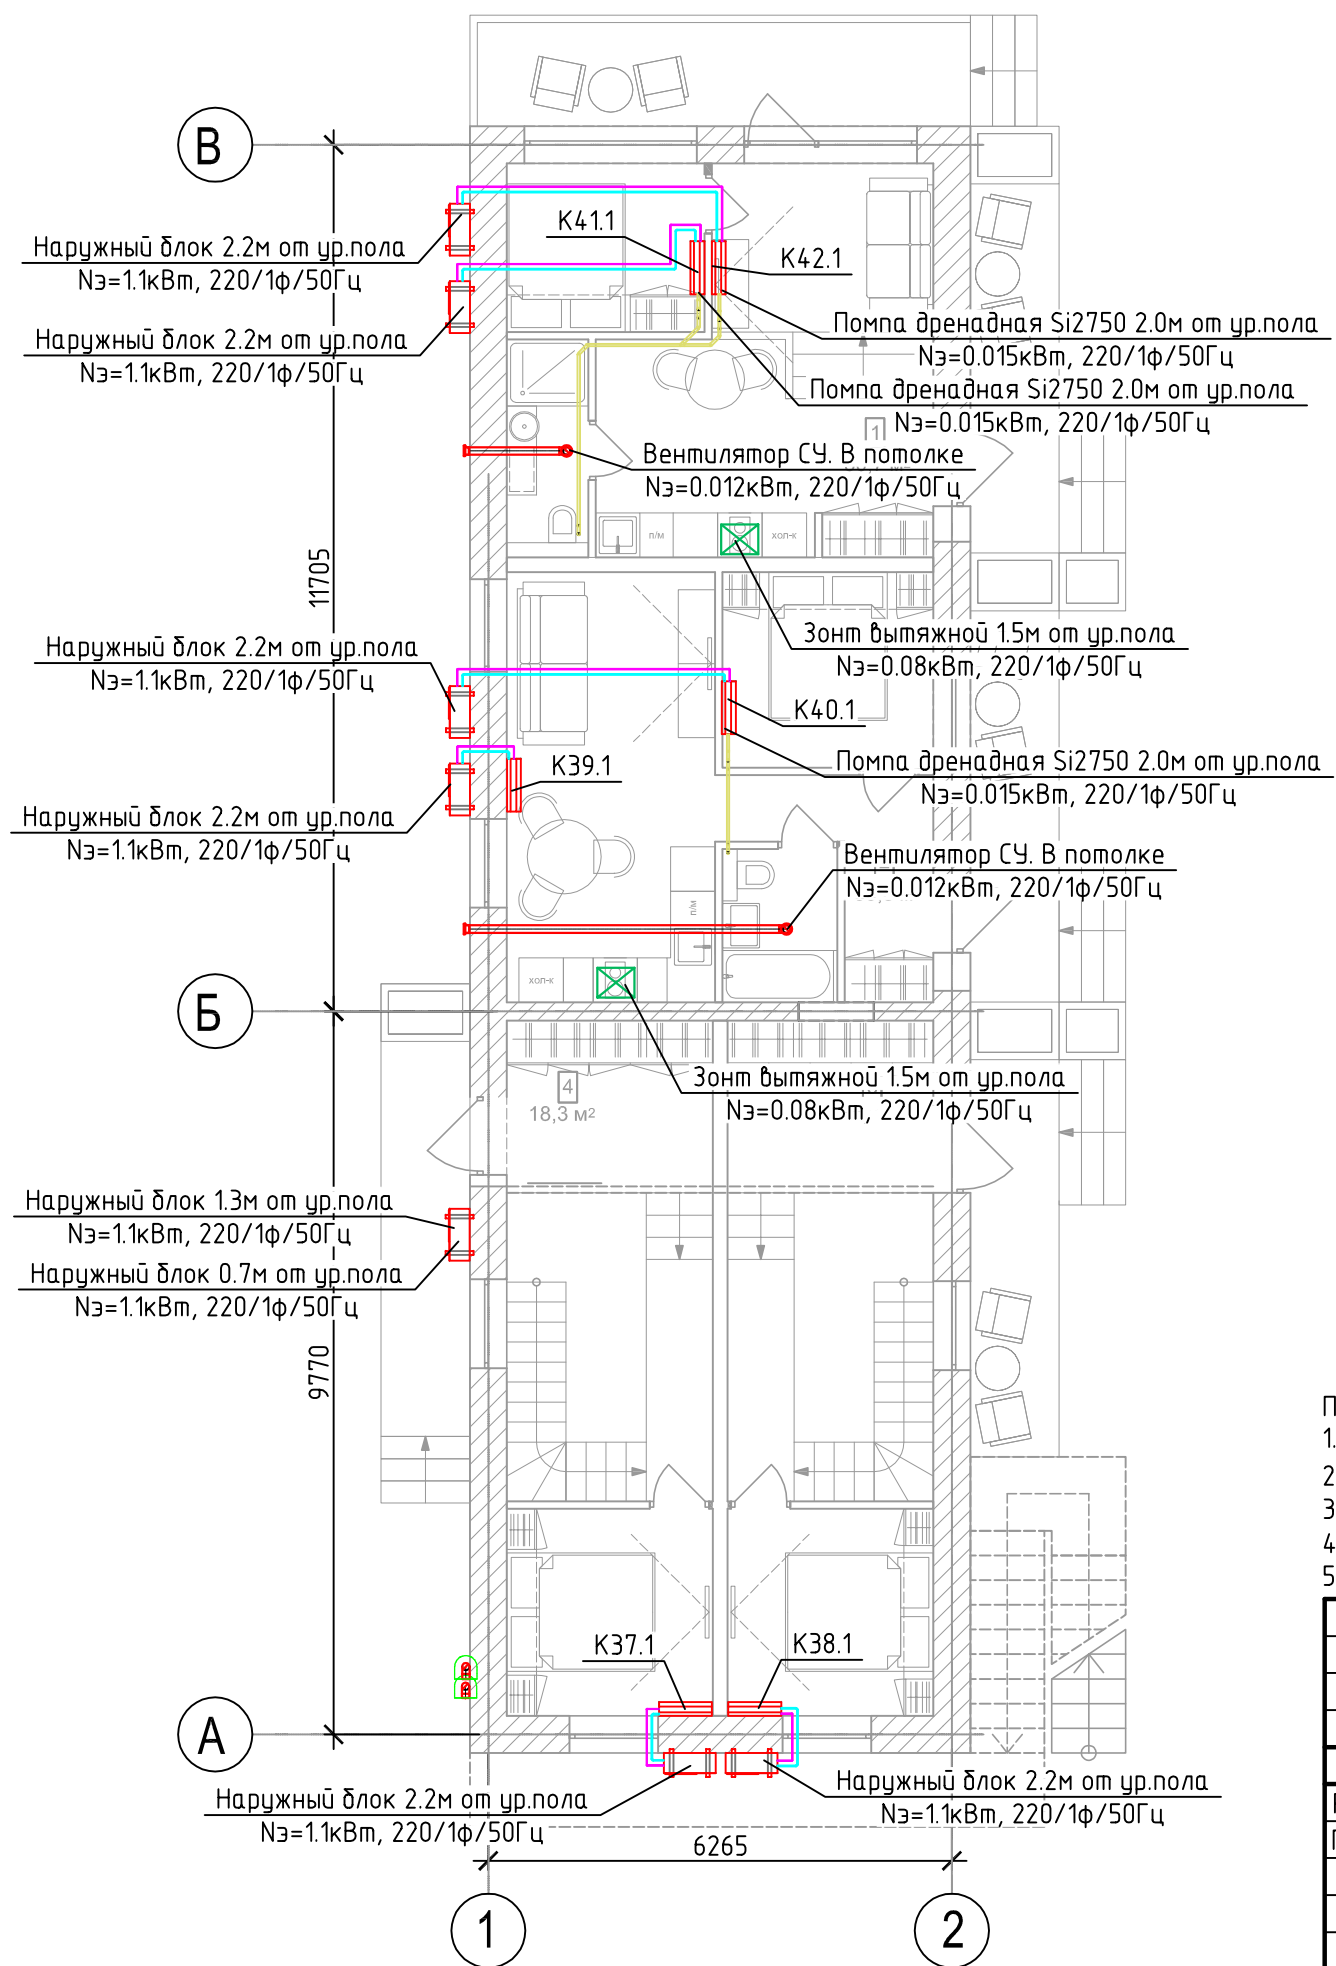 В
К41.1
К42.1
Наружный блок 2.2м от ур.пола
Nэ=1.1кВт, 220/1ф/50Гц
Наружный блок 2.2м от ур.пола
Nэ=1.1кВт, 220/1ф/50Гц
Помпа дренадная Si2750 2.0м от ур.пола
Nэ=0.015кВт, 220/1ф/50Гц
Помпа дренадная Si2750 2.0м от ур.пола
Nэ=0.015кВт, 220/1ф/50Гц
1
Вентилятор СУ. В потолке
Nэ=0.012кВт, 220/1ф/50Гц
п/м
хол-к
11705
Зонт вытяжной 1.5м от ур.пола
Nэ=0.08кВт, 220/1ф/50Гц
Наружный блок 2.2м от ур.пола
Nэ=1.1кВт, 220/1ф/50Гц
К40.1
К39.1
Помпа дренадная Si2750 2.0м от ур.пола
Nэ=0.015кВт, 220/1ф/50Гц
Наружный блок 2.2м от ур.пола
Nэ=1.1кВт, 220/1ф/50Гц
Вентилятор СУ. В потолке
Nэ=0.012кВт, 220/1ф/50Гц
п/м
хол-к
Б
Зонт вытяжной 1.5м от ур.пола
Nэ=0.08кВт, 220/1ф/50Гц
4
18,3 м²
Наружный блок 1.3м от ур.пола
Nэ=1.1кВт, 220/1ф/50Гц
Наружный блок 0.7м от ур.пола
Nэ=1.1кВт, 220/1ф/50Гц
9770
П
1.
2
3
4
5
К37.1
К38.1
А
Наружный блок 2.2м от ур.пола
Nэ=1.1кВт, 220/1ф/50Гц
Наружный блок 2.2м от ур.пола
Nэ=1.1кВт, 220/1ф/50Гц
6265
1
2